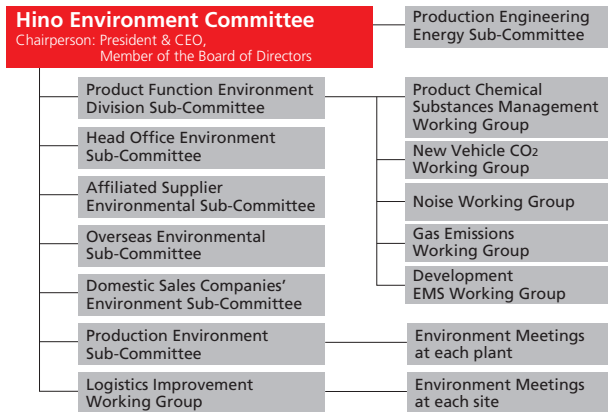 Hino Environment Committee
Chairperson: President & CEO,
Member of the Board of Directors
Production Engineering
Energy Sub-Committee
Product Function Environment
Division Sub-Committee
Head Office Environment
Sub-Committee
Affiliated Supplier
Environmental Sub-Committee
Overseas Environmental
Sub-Committee
Domestic Sales Companies’
Environment Sub-Committee
Production Environment
Sub-Committee
Logistics Improvement
Working Group
Product Chemical
Substances Management
Working Group
New Vehicle CO2
Working Group
Noise Working Group
Gas Emissions
Working Group
Development
EMS Working Group
Environment Meetings
at each plant
Environment Meetings
at each site